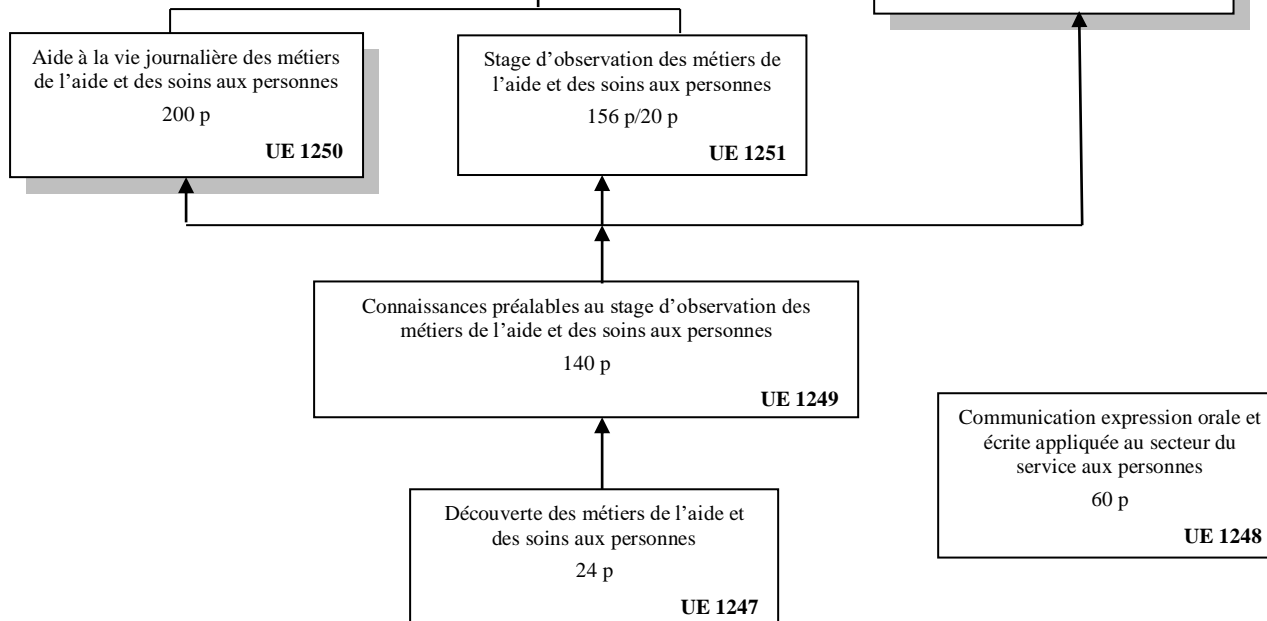 Aide à la vie journalière des métiers
de l’aide et des soins aux personnes
200 p
UE 1250
Stage d’observation des métiers de
l’aide et des soins aux personnes
156 p/20 p
UE 1251
Connaissances préalables au stage d’observation des
métiers de l’aide et des soins aux personnes
140 p
UE 1249
Communication expression orale et
écrite appliquée au secteur du
service aux personnes
60 p
UE 1248
Découverte des métiers de l’aide et
des soins aux personnes
24 p
UE 1247